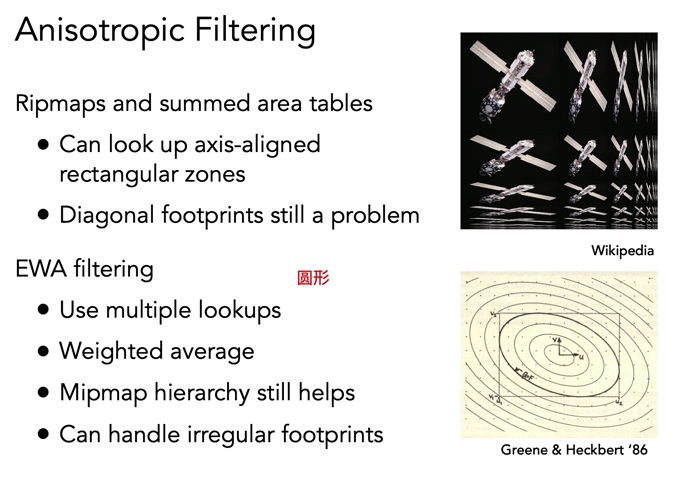 Anisotropic Filtering
Ripmaps and summed area tables
• Can look up axis-aligned
rectangular zones
• Diagonal footprints still a problem
Wikipedia
EWA filtering
圆形
• Use multiple lookups
• Weighted average
• Mipmap hierarchy still helps
• Can handle irregular footprints
Greene & Heckbert ’86